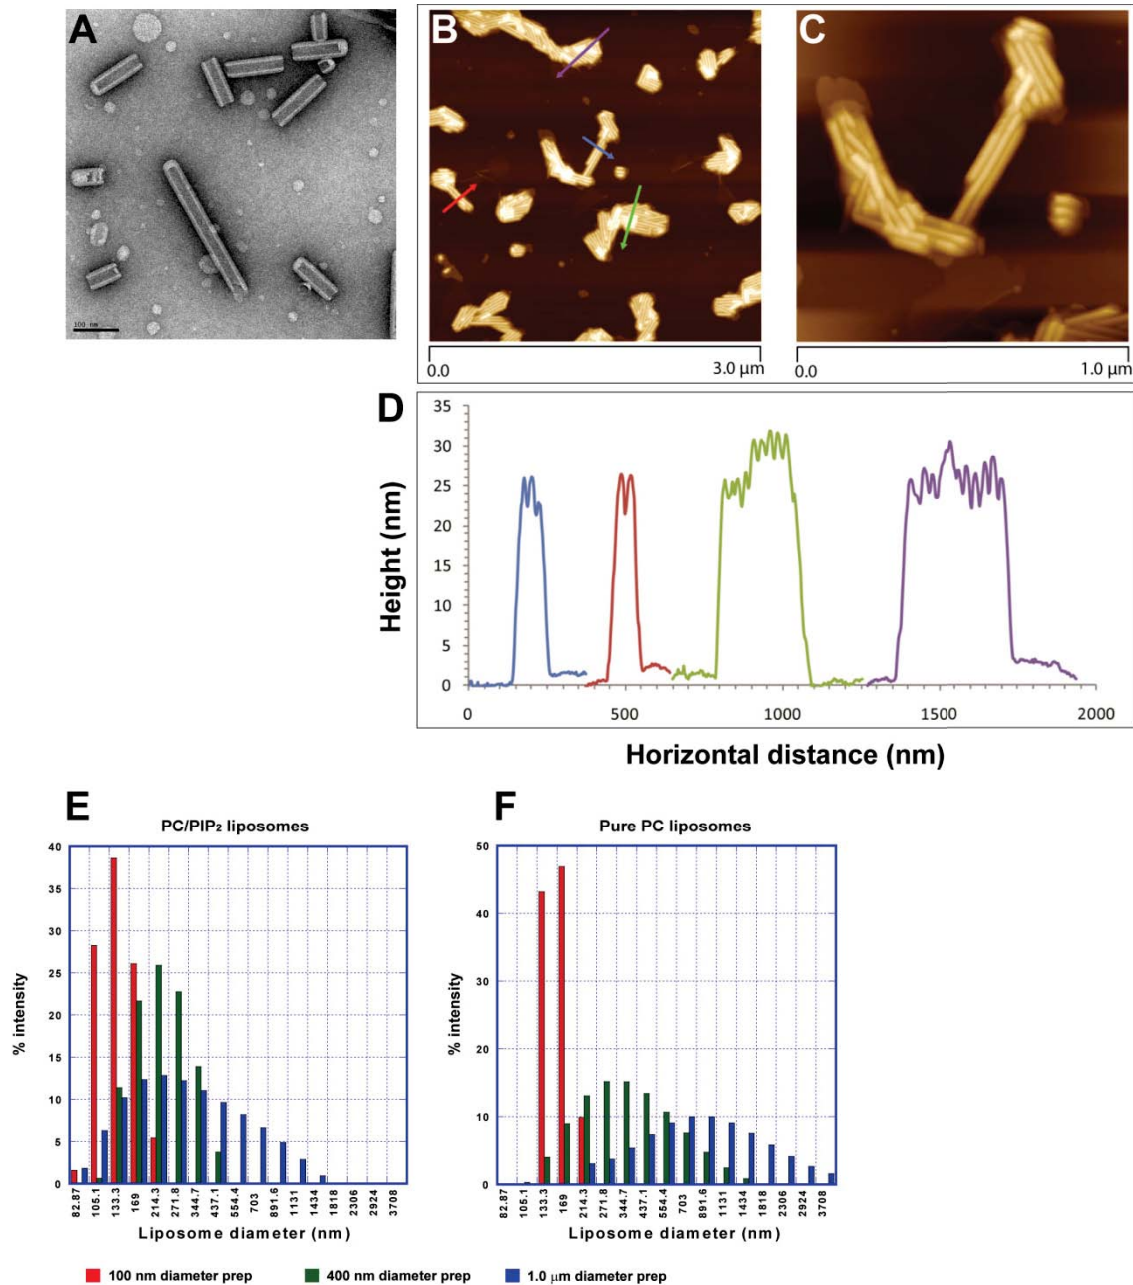 A
100 nm
B
0.0 3.0 μm
C
0.0 1.0 μm
D
Height (nm)
35
30
25
20
15
10
5
0
0 500 1000 1500 2000
Horizontal distance (nm)
E
PC/PIP₂ liposomes
% intensity
40
35
30
25
20
15
10
5
0
82.87 105.1 133.3 169 214.3 271.8 344.7 437.1 554.4 703 891.6 1131 1434 1818 2306 2924 3708
Liposome diameter (nm)
F
Pure PC liposomes
% intensity
50
40
30
20
10
0
82.87 105.1 133.3 169 214.3 271.8 344.7 437.1 554.4 703 891.6 1131 1434 1818 2306 2924 3708
Liposome diameter (nm)
100 nm diameter prep 400 nm diameter prep 1.0 μm diameter prep